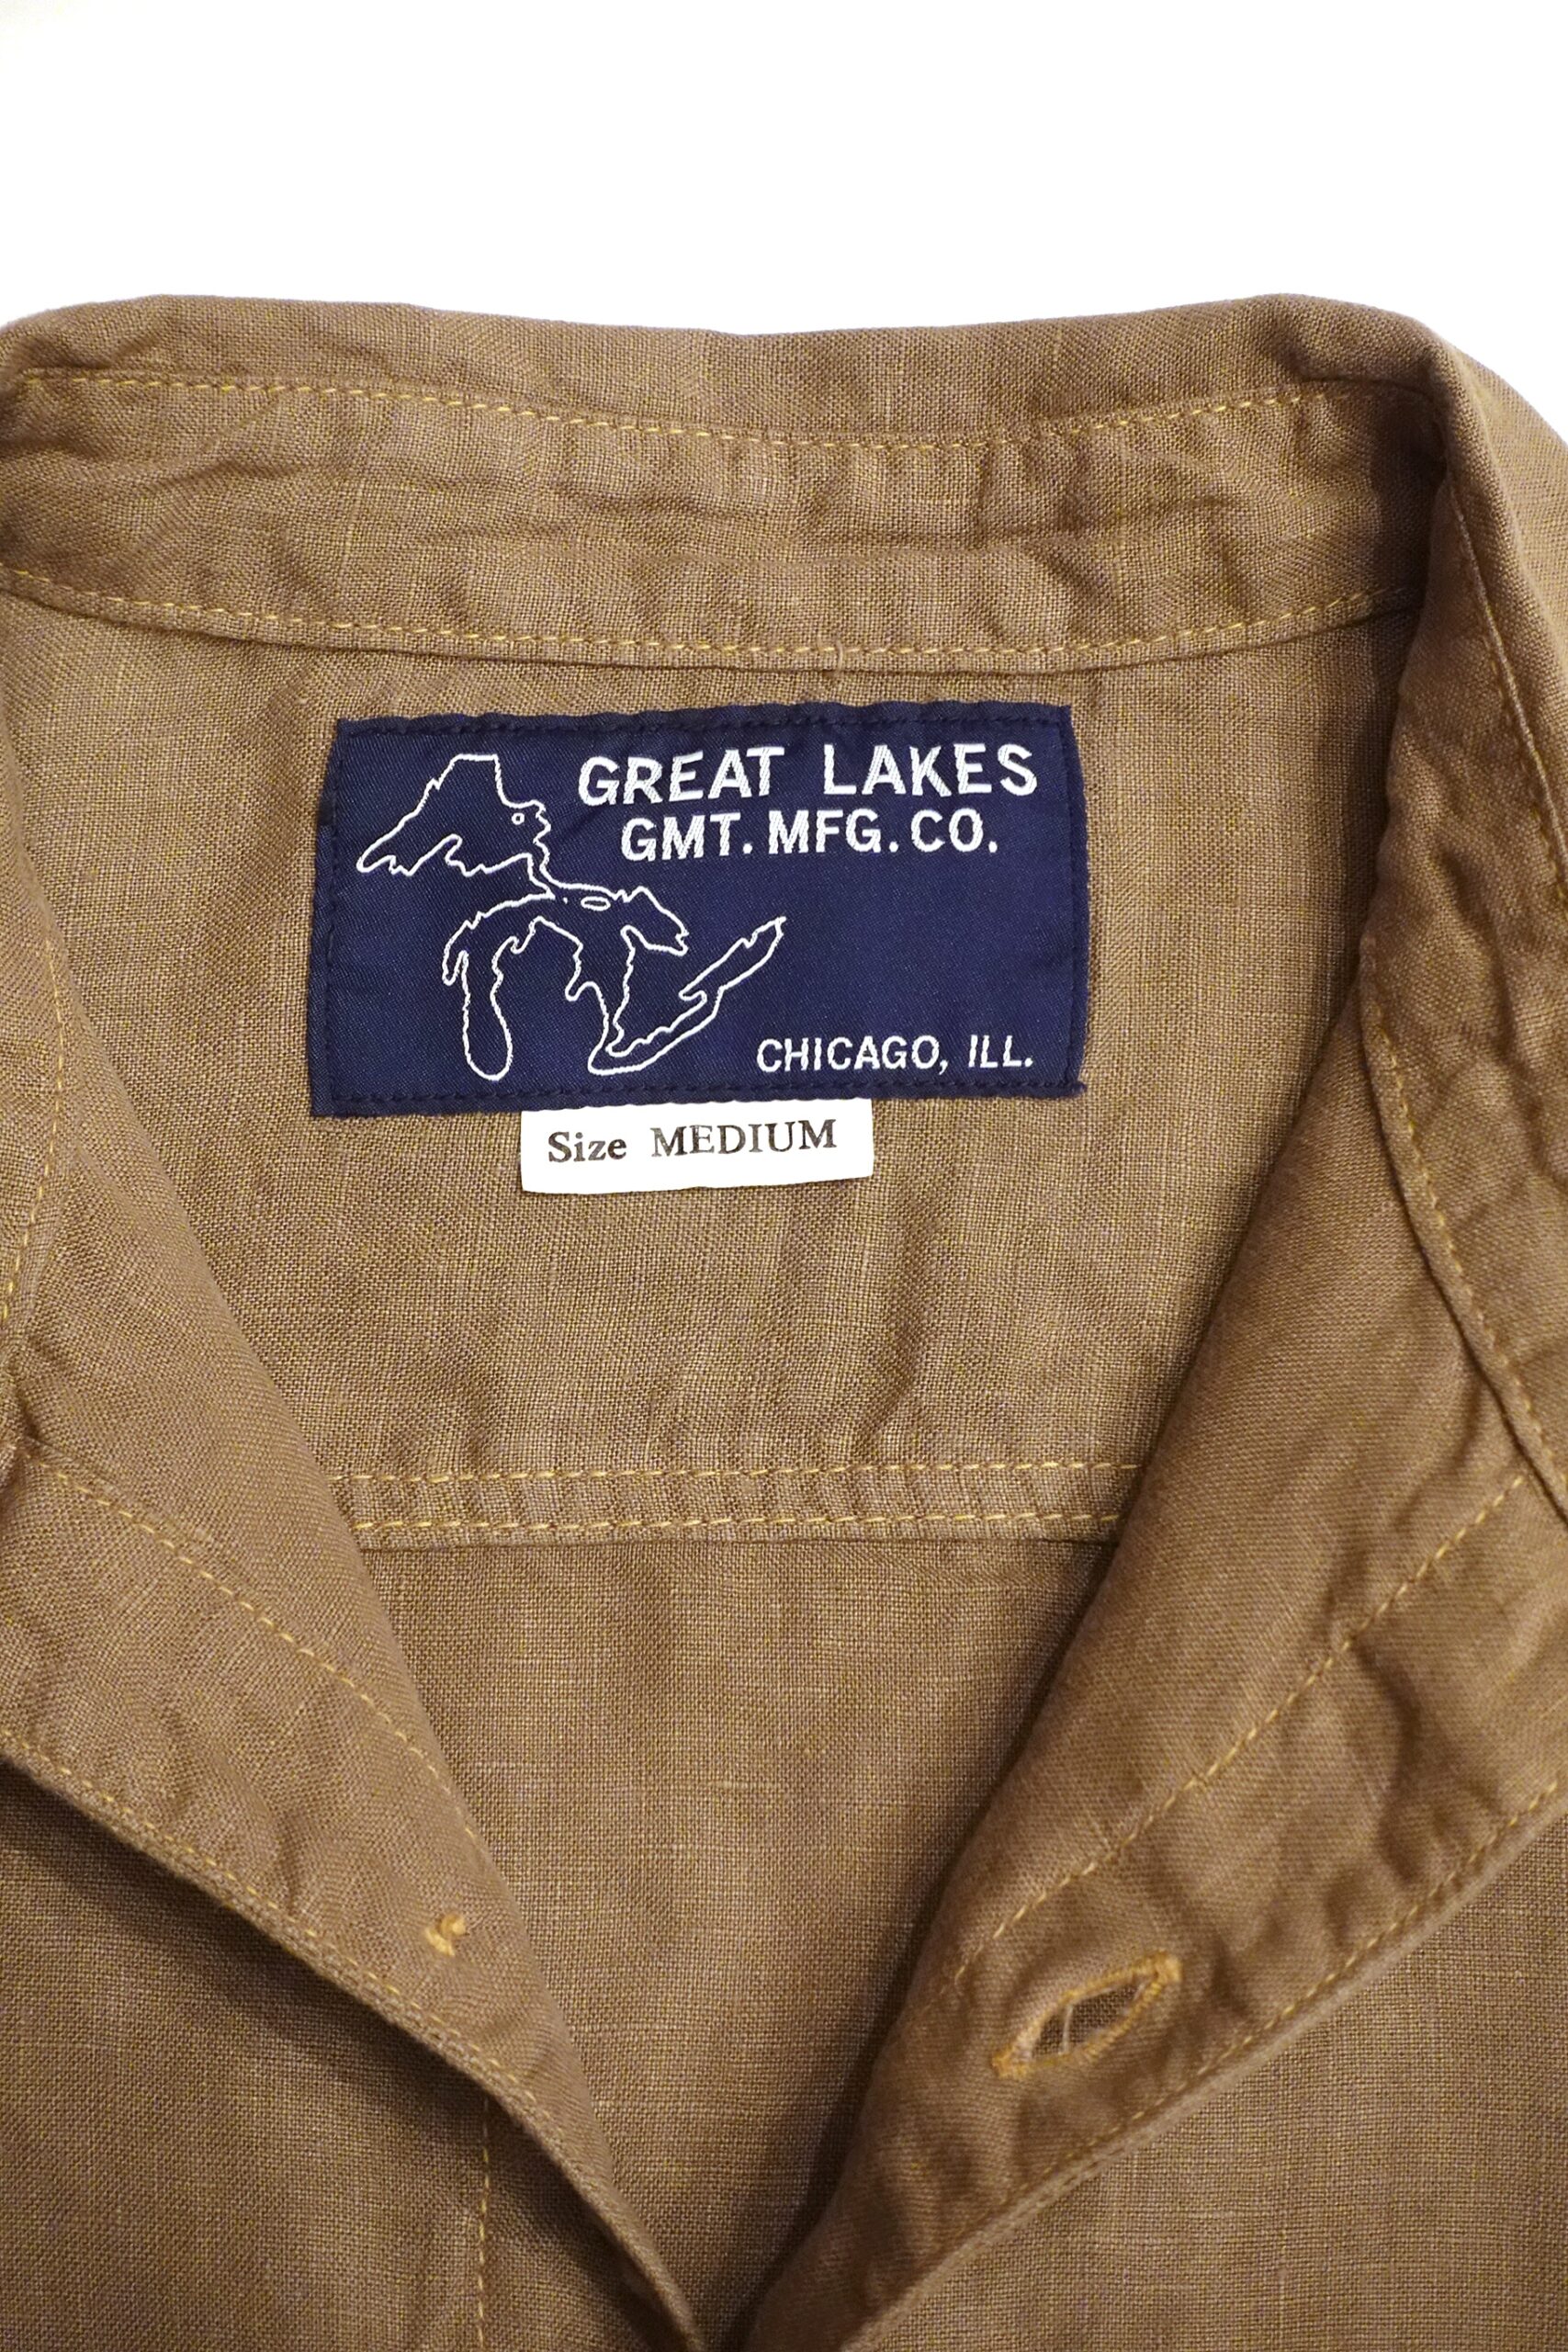 GREAT LAKES
GMT. MFG. CO.
CHICAGO, ILL.
Size MEDIUM